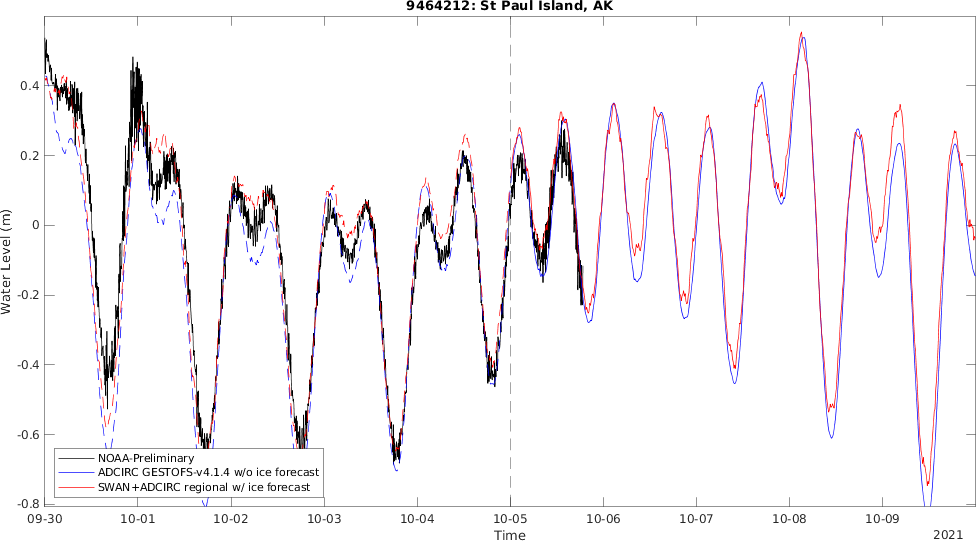 9464212: St Paul Island, AK
Water Level (m)
0.4
0.2
0
-0.2
-0.4
-0.6
-0.8
NOAA-Preliminary
ADCIRC GESTOFS-v4.1.4 w/o ice forecast
SWAN+ADCIRC regional w/ ice forecast
09-30 10-01 10-02 10-03 10-04 10-05 10-06 10-07 10-08 10-09
Time
2021